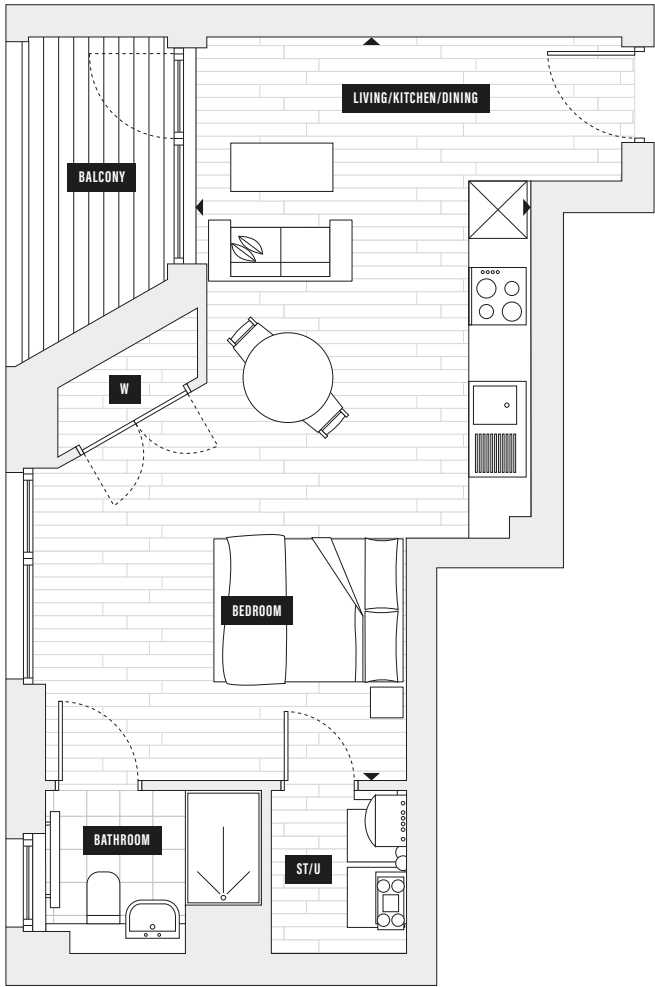 LIVING/KITCHEN/DINING
BALCONY
W
BEDROOM
BATHROOM
ST/U